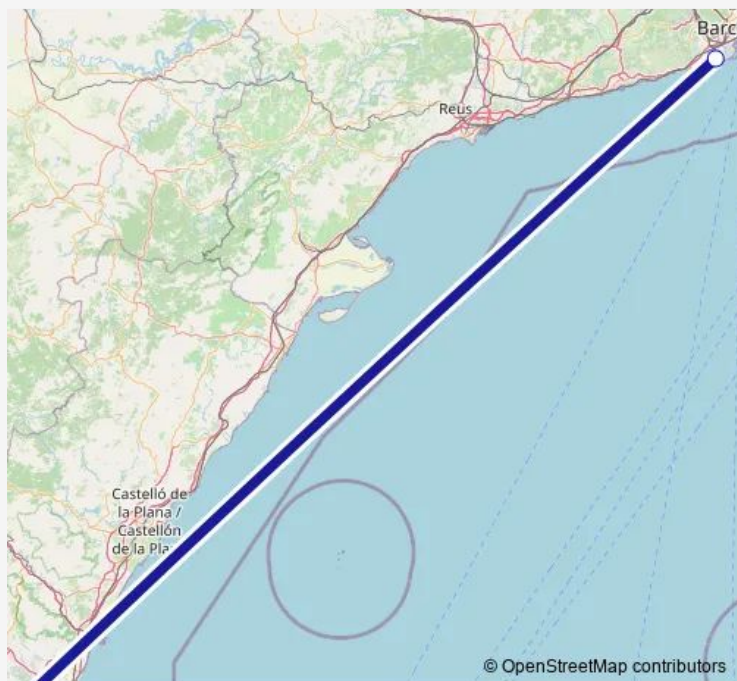 Barc
Reus
Castelló de
la Plana /
Castellón
de la Pla
© OpenStreetMap contributors